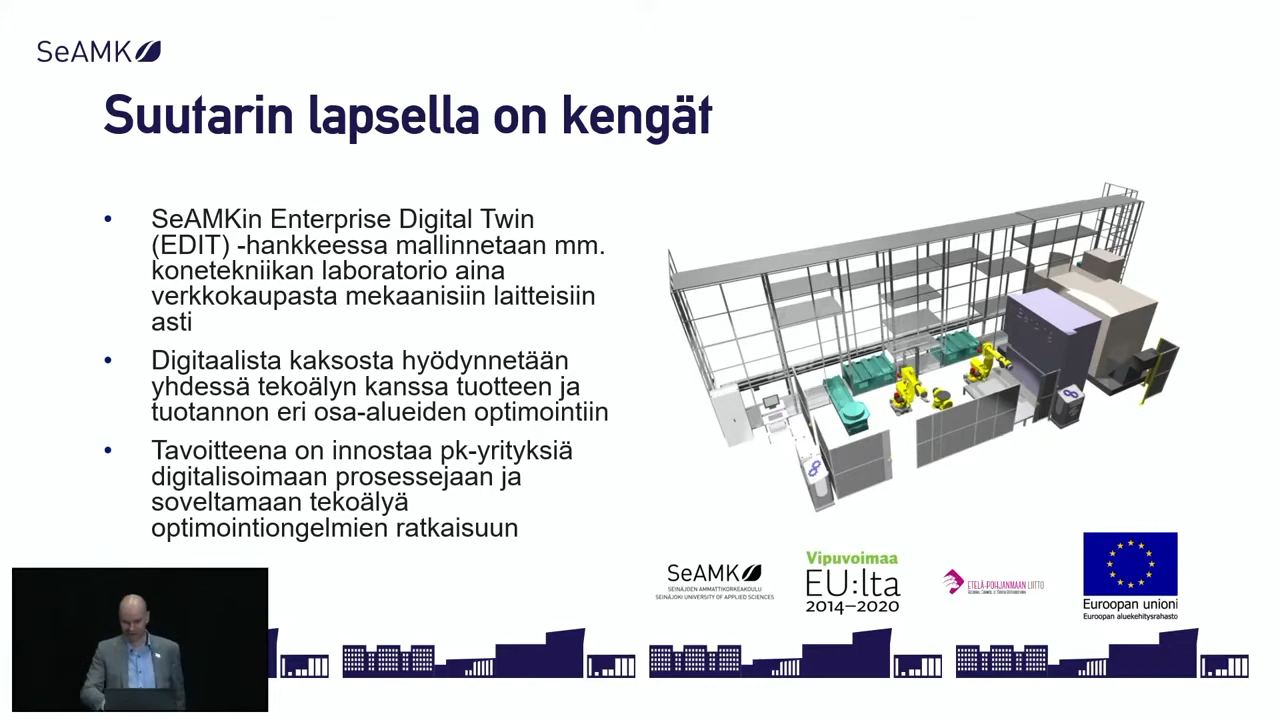 SeAMK
Suutarin lapsella on kengät
• SeAMKin Enterprise Digital Twin
(EDIT) -hankkeessa mallinnetaan mm.
konetekniikan laboratorio aina
verkkokaupasta mekaanisiin laitteisiin
asti
• Digitaalista kaksosta hyödynnetään
yhdessä tekoälyn kanssa tuotteen ja
tuotannon eri osa-alueiden optimointiin
• Tavoitteena on innostaa pk-yrityksiä
digitalisoimaan prosessejaan ja
soveltamaan tekoälyä
optimointiongelmien ratkaisuun
SeAMK
SEINÄJOEN AMMATTIKORKEAKOULU
SEINÄJOKI UNIVERSITY OF APPLIED SCIENCES
Vipuvoimaa
EU:lta
2014–2020
ETELÄ-POHJANMAAN LIITTO
Euroopan unioni
Euroopan aluekehitysrahasto